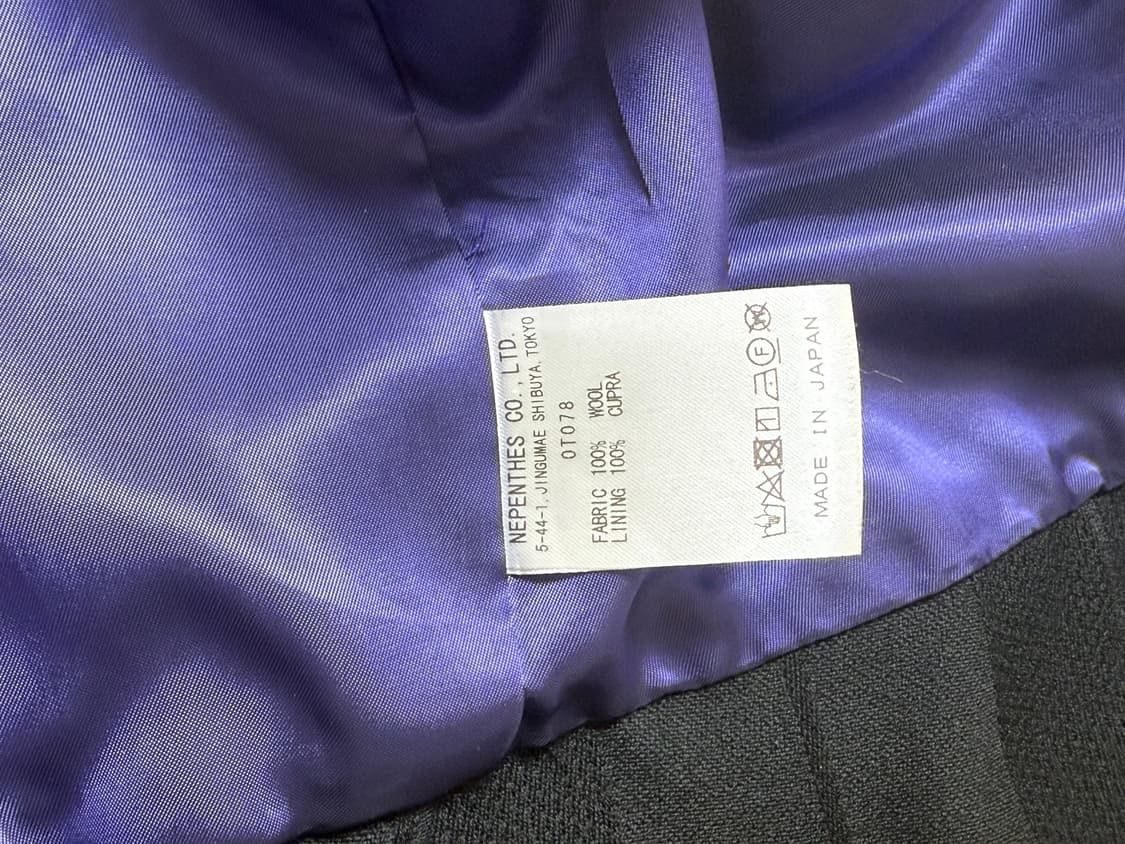 NEPENTHES CO., LTD.
5-44-1, JINGUMAE SHIBUYA, TOKYO
OT078
FABRIC 100% WOOL
LINING 100% CUPRA
F W
MADE IN JAPAN